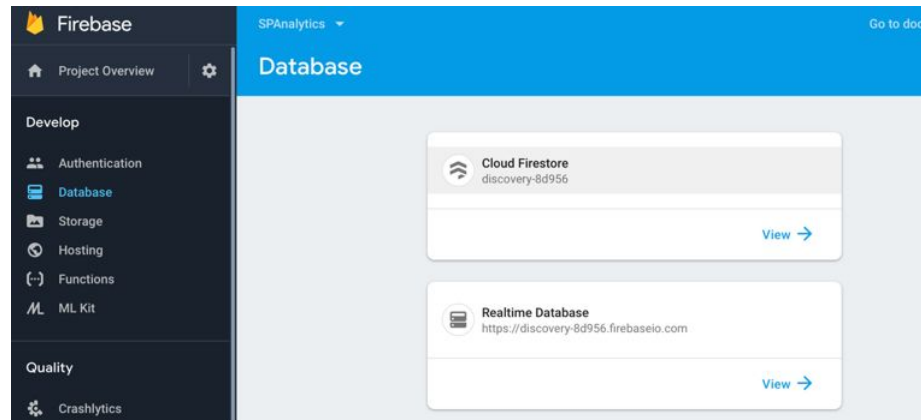 Firebase
Project Overview
Develop
Authentication
Database
Storage
Hosting
Functions
ML Kit
Quality
Crashlytics
SPAnalytics
Go to doc
Database
Cloud Firestore
discovery-8d956
View
Realtime Database
https://discovery-8d956.firebaseio.com
View